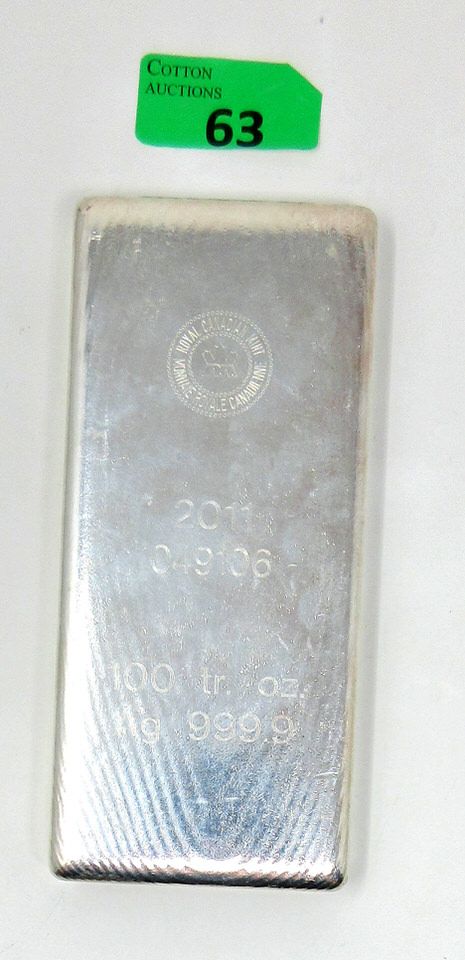 COTTON
AUCTIONS
63
ROYAL CANADIAN MINT
MONNAIE ROYALE CANADIENNE
2011
049106
100 tr. oz.
Ag 999.9